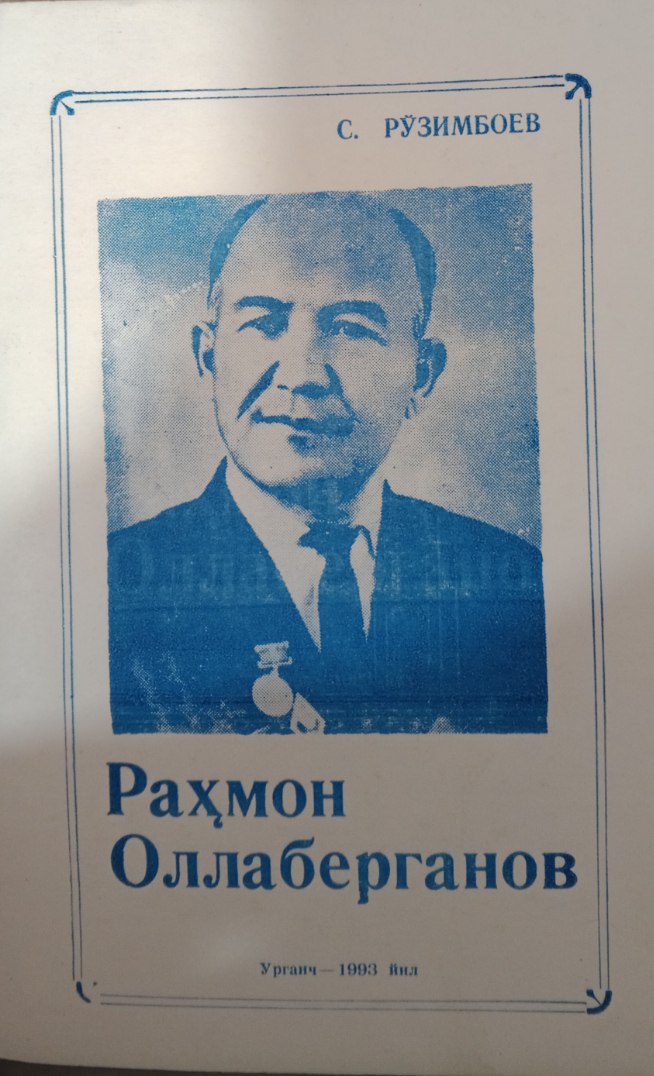 С. РЎЗИМБОЕВ
Раҳмон
Оллаберганов
Урганч — 1993 йил